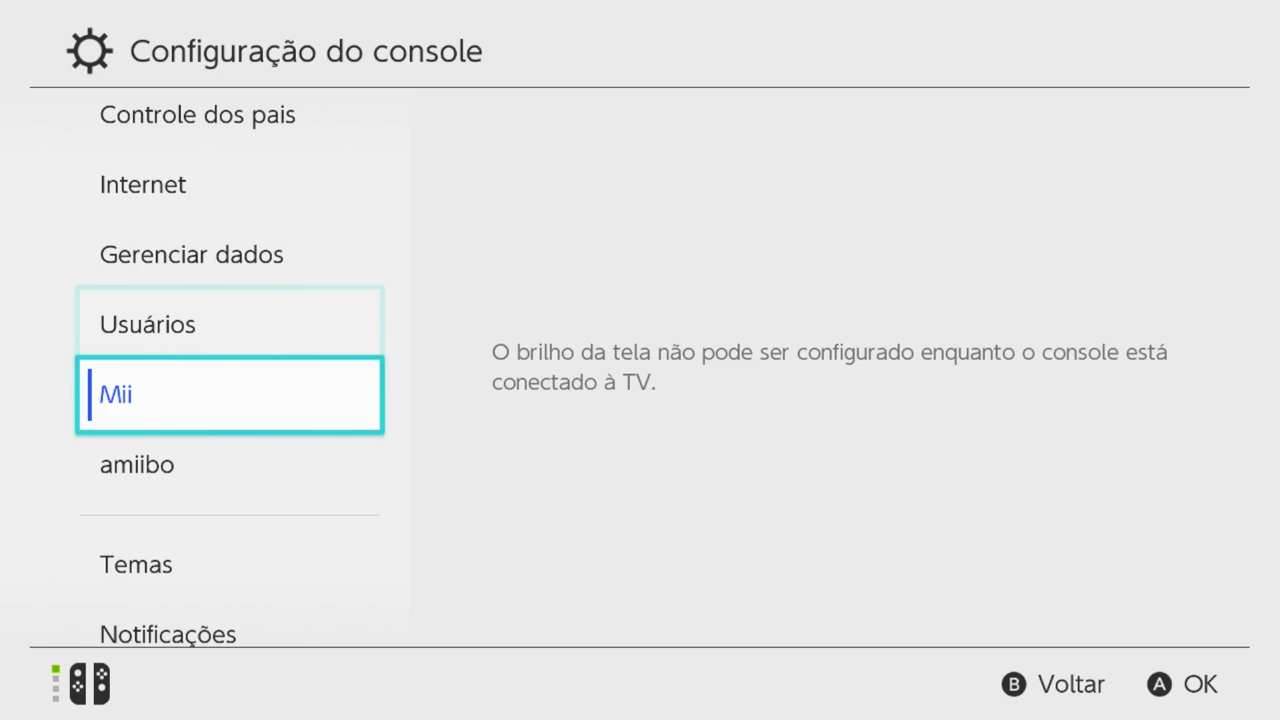 Configuração do console
Controle dos pais
Internet
Gerenciar dados
Usuários
Mii
amiibo
Temas
Notificações
O brilho da tela não pode ser configurado enquanto o console está
conectado à TV.
B Voltar
A OK